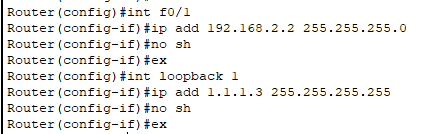 Router(config)#int f0/1
Router(config-if)#ip add 192.168.2.2 255.255.255.0
Router(config-if)#no sh
Router(config-if)#ex
Router(config)#int loopback 1
Router(config-if)#ip add 1.1.1.3 255.255.255.255
Router(config-if)#no sh
Router(config-if)#ex